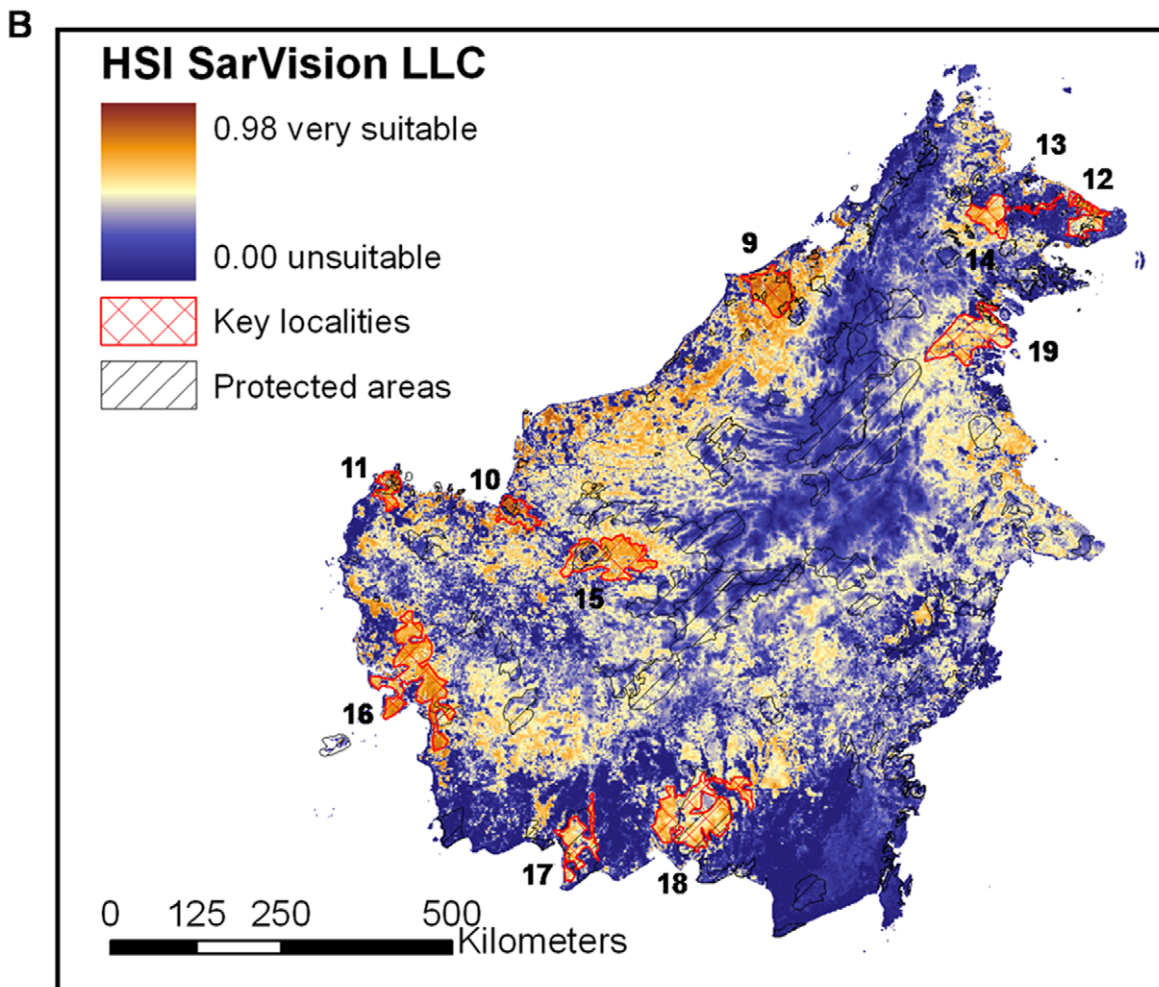 B
HSI SarVision LLC
0.98 very suitable
0.00 unsuitable
Key localities
Protected areas
13
12
9
14
19
11
10
15
16
17
18
0 125 250 500
Kilometers